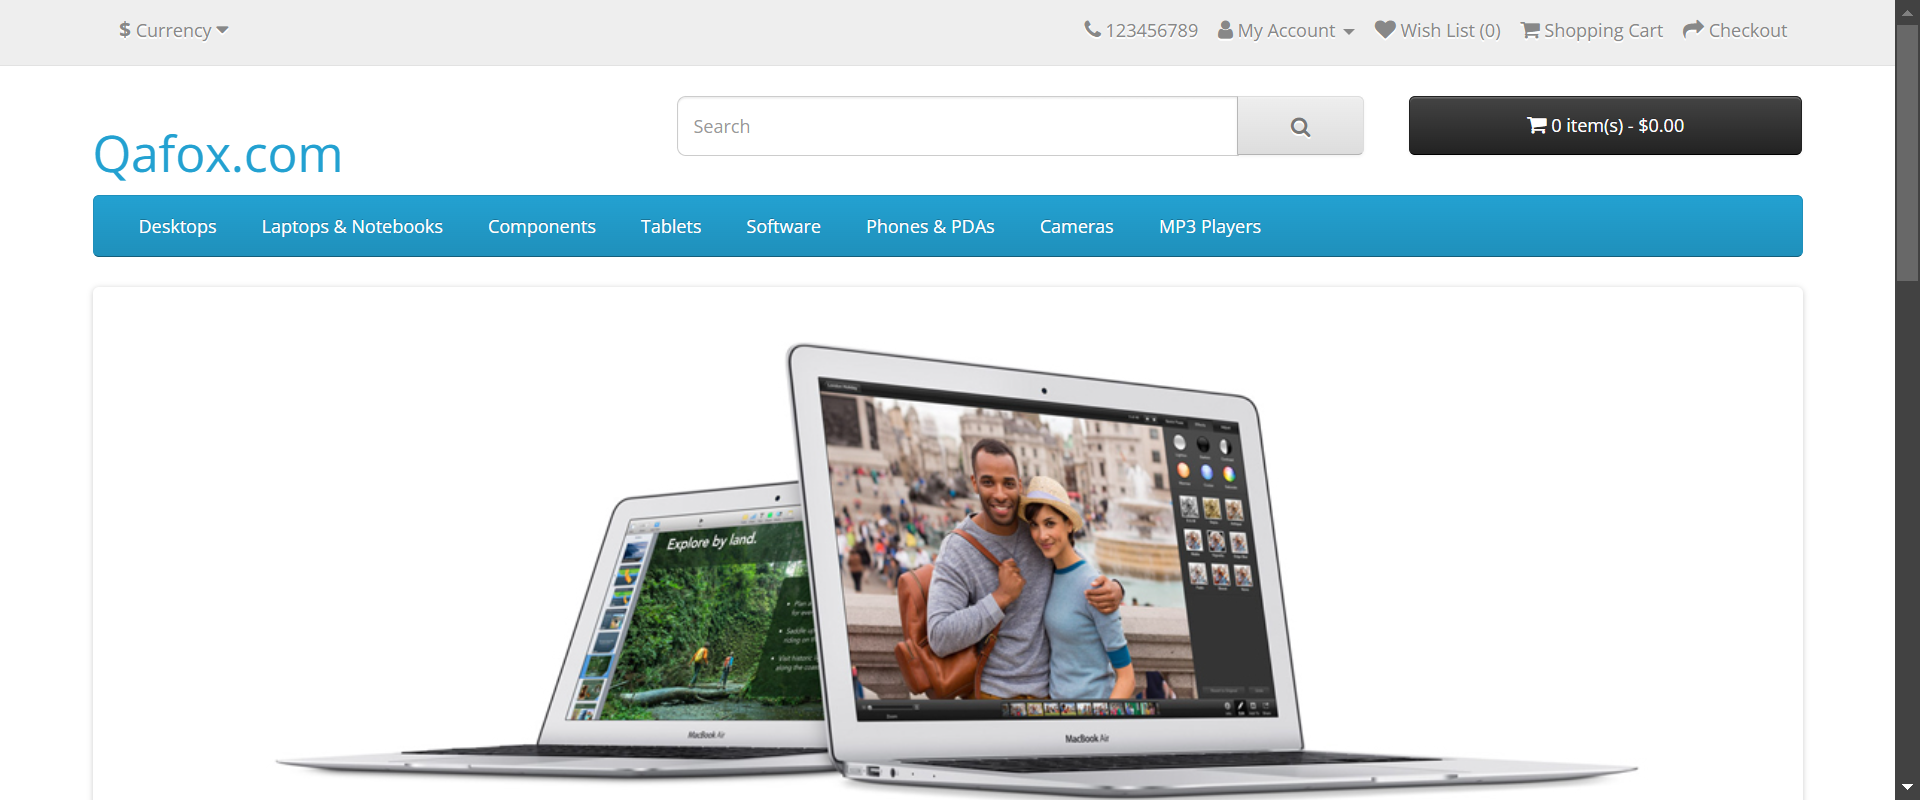 $ Currency
123456789 My Account Wish List (0) Shopping Cart Checkout
Search
0 item(s) - $0.00
Qafox.com
Desktops Laptops & Notebooks Components Tablets Software Phones & PDAs Cameras MP3 Players
Explore by land.
MacBook Air
MacBook Air